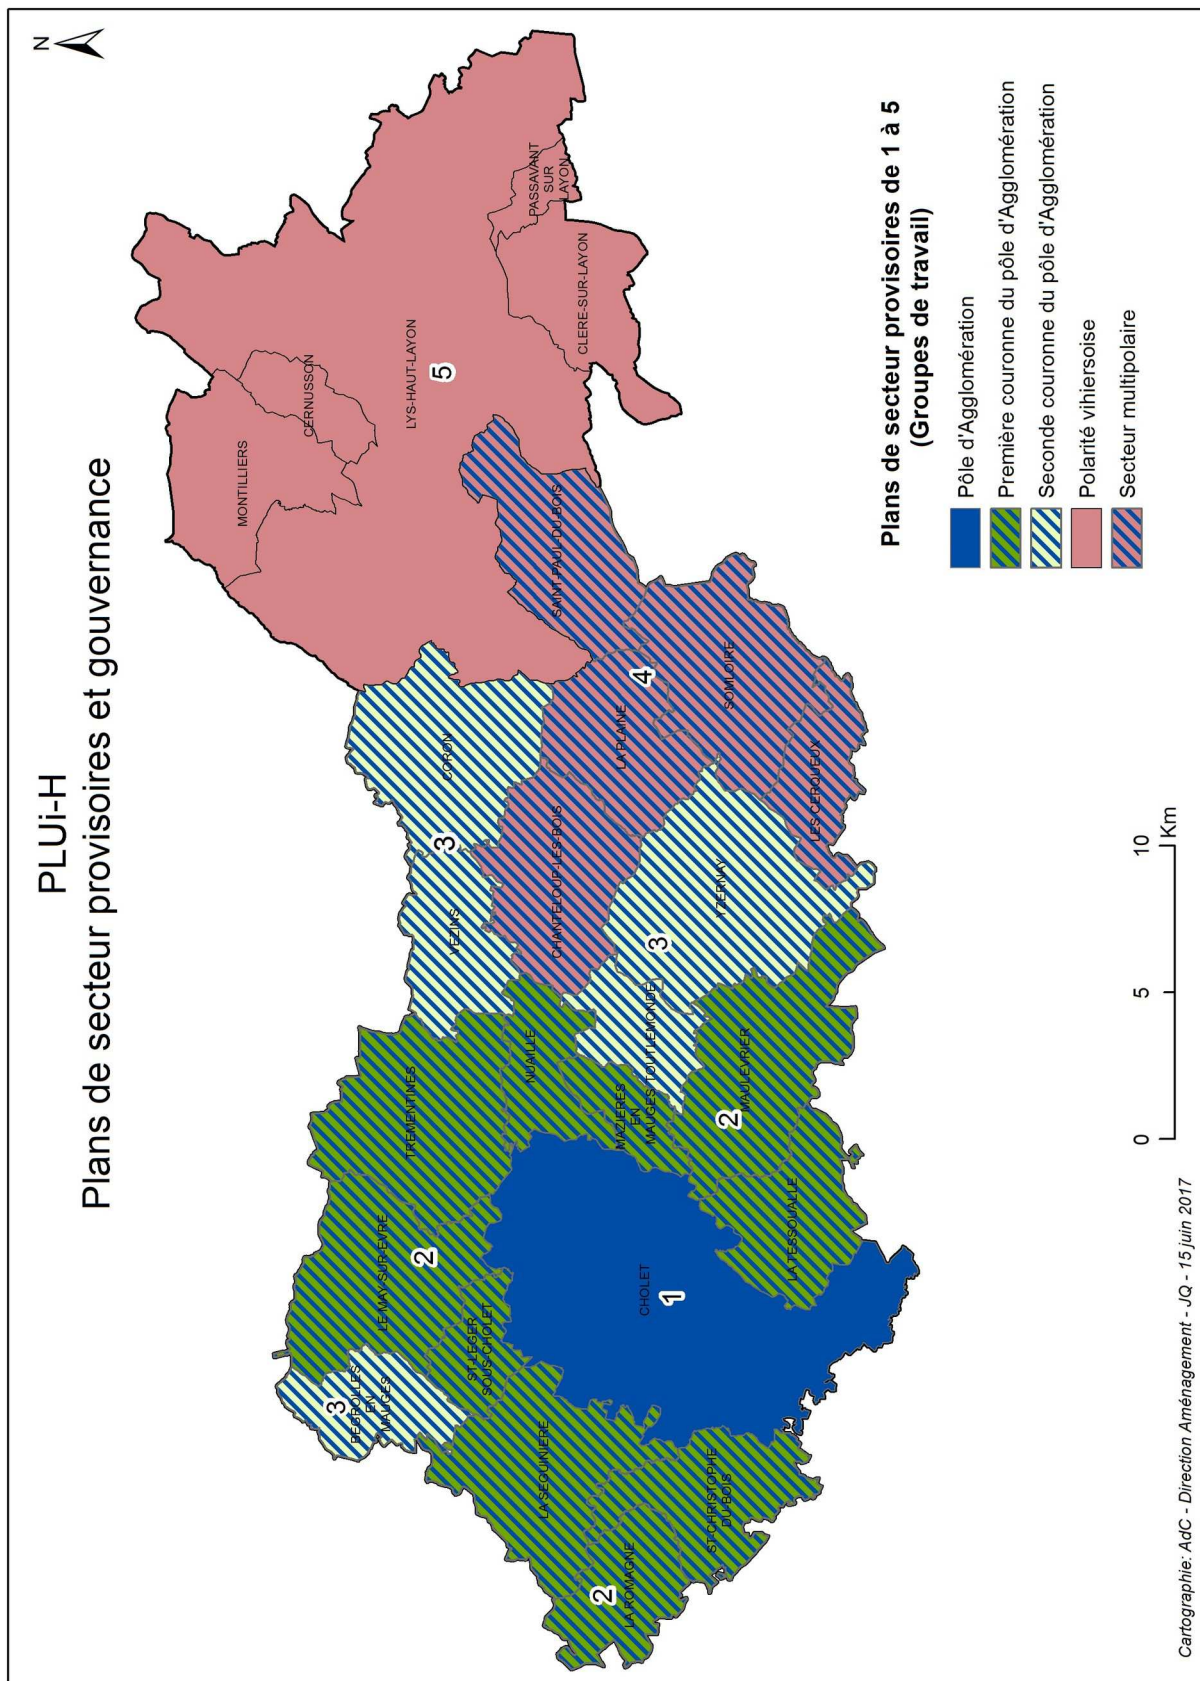 PLUi-H
Plans de secteur provisoires et gouvernance
N
MONTILLIERS
CERNUSSON
LYS-HAUT-LAYON
5
PASSAVANT
SUR
LAYON
CLERE-SUR-LAYON
BEGROLLES
EN
MAUGES
3
LE MAY-SUR-EVRE
2
TREMENTINES
VEZINS
3
CORON
ST-LEGER
SOUS-CHOLET
NUAILLE
CHANTELOUP-LES-BOIS
LA PLAINE
4
SAINT-PAUL-DU-BOIS
LA SEGUINIERE
LA ROMAGNE
2
ST-CHRISTOPHE
DU-BOIS
CHOLET
1
MAZIERES
EN
MAUGES
TOUTLEMONDE
3
YZERNAY
SOMLOIRE
LES CERQUEUX
MAULEVRIER
2
LA TESSOUALLE
Plans de secteur provisoires de 1 à 5
(Groupes de travail)
Pôle d'Agglomération
Première couronne du pôle d'Agglomération
Seconde couronne du pôle d'Agglomération
Polarité vihiersoise
Secteur multipolaire
0 5 10
Km
Cartographie: AdC - Direction Aménagement - JQ - 15 juin 2017